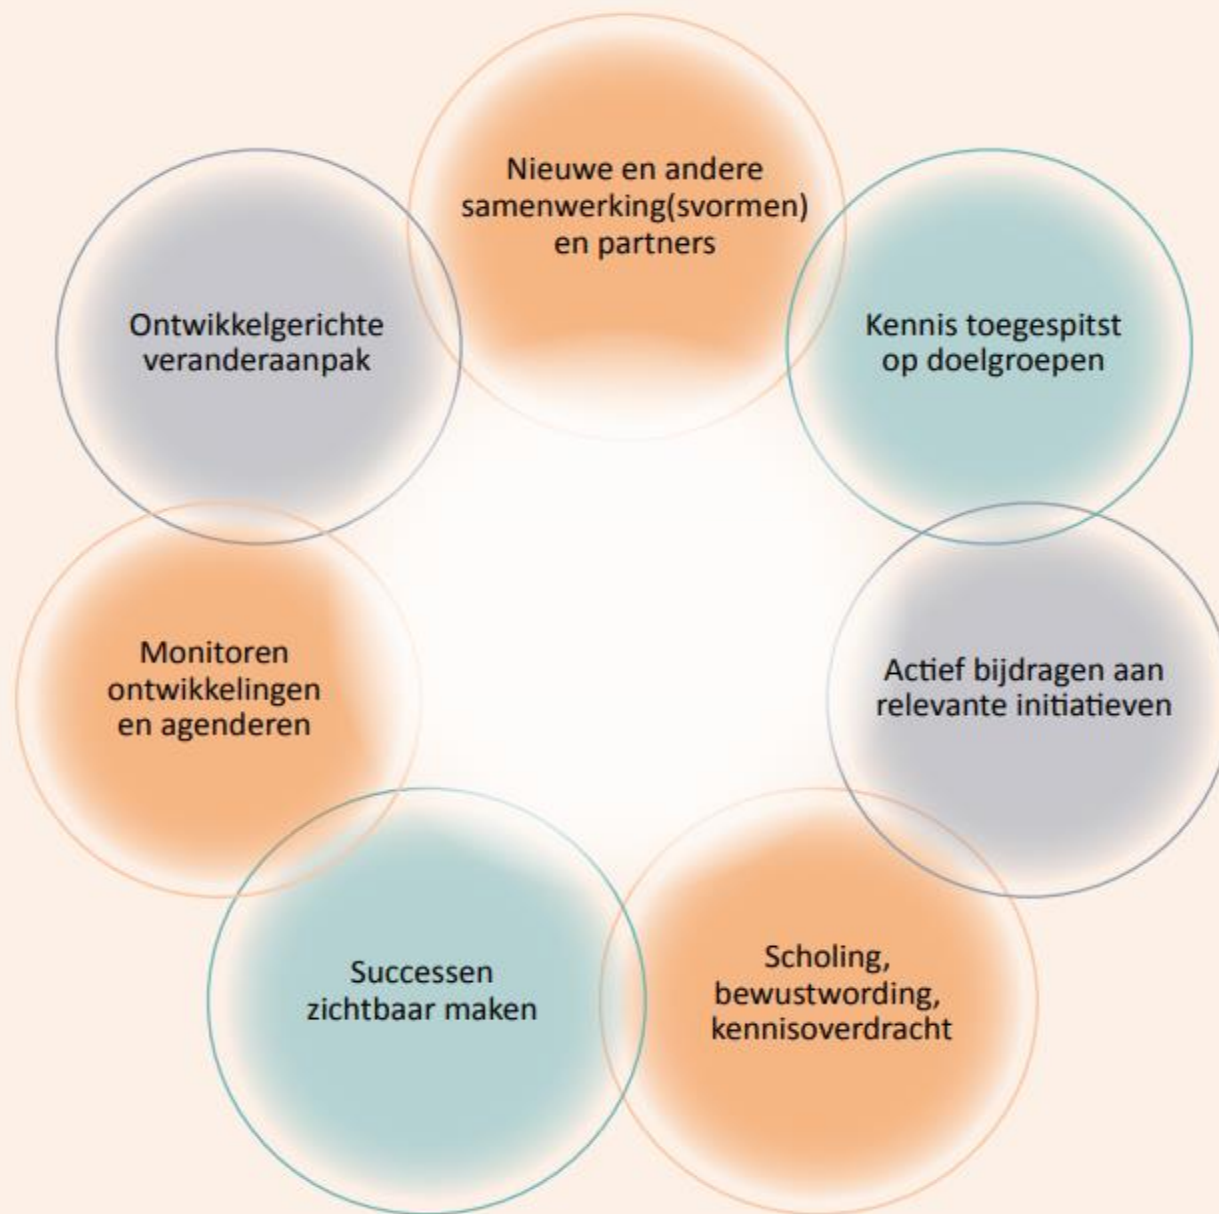 Nieuwe en andere
samenwerking(svormen)
en partners
Kennis toegespitst
op doelgroepen
Actief bijdragen aan
relevante initiatieven
Scholing,
bewustwording,
kennisoverdracht
Successen
zichtbaar maken
Monitoren
ontwikkelingen
en agenderen
Ontwikkelgerichte
veranderaanpak